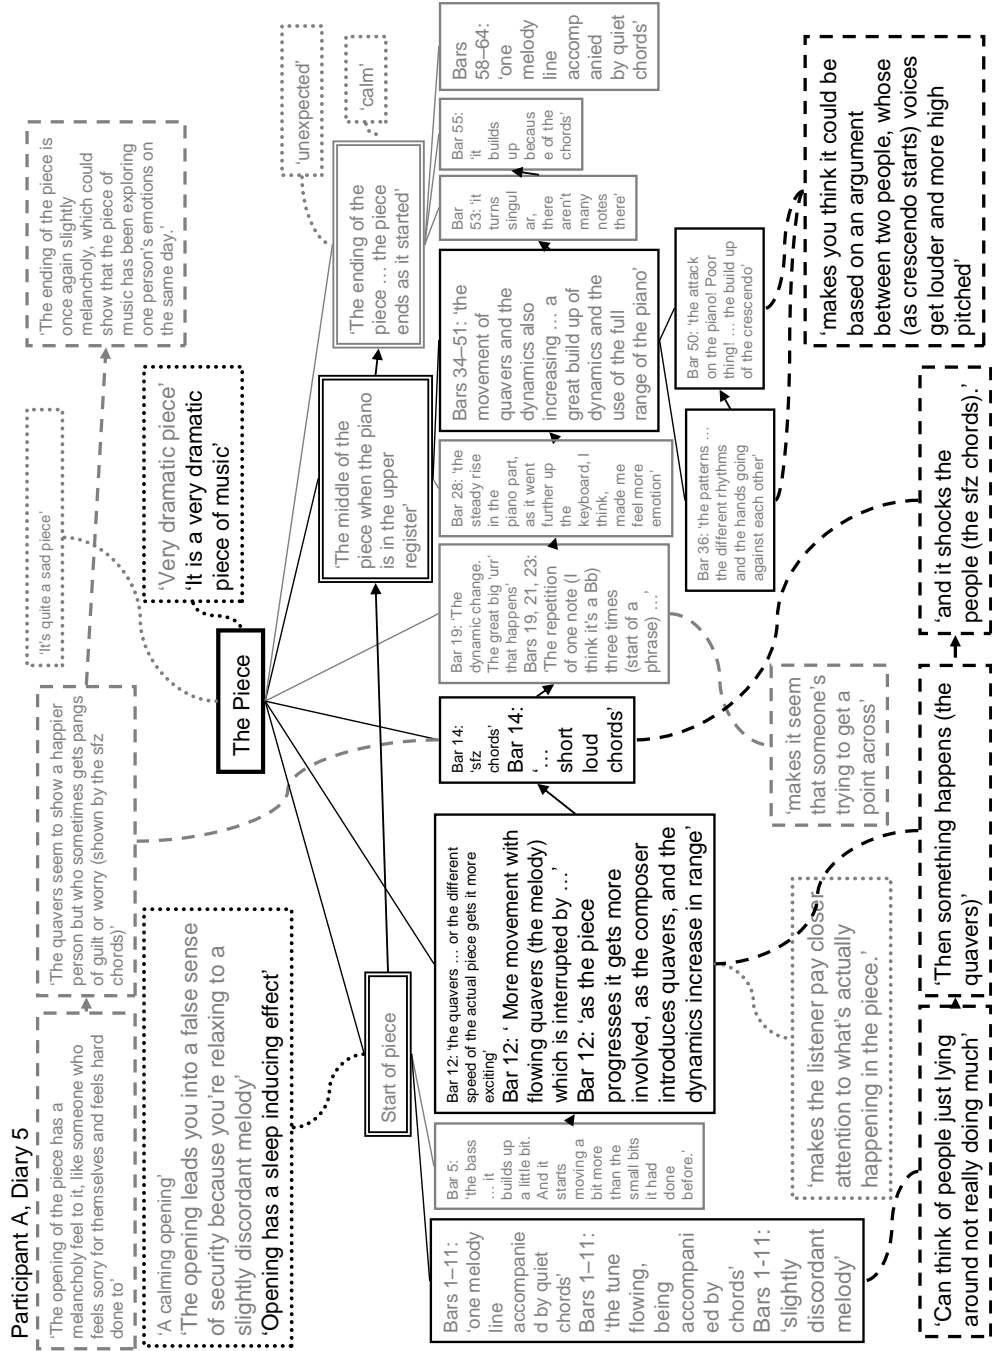 Participant A, Diary 5
‘The opening of the piece has a
melancholy feel to it, like someone who
feels sorry for themselves and feels hard
done to’
‘The quavers seem to show a happier
person but who sometimes gets pangs
of guilt or worry (shown by the sfz
chords)’
‘It’s quite a sad piece’
‘The ending of the piece is
once again slightly
melancholy, which could
show that the piece of
music has been exploring
one person’s emotions on
the same day.’
‘A calming opening’
‘The opening leads you into a false sense
of security because you’re relaxing to a
slightly discordant melody’
‘Opening has a sleep inducing effect’
The Piece
‘Very dramatic piece’
‘It is a very dramatic
piece of music’
‘unexpected’
‘calm’
Start of piece
‘The middle of the
piece when the piano
is in the upper
register’
‘The ending of the
piece … the piece
ends as it started’
Bars 1–11:
‘one melody
line
accompanie
d by quiet
chords’
Bars 1–11:
‘the tune
flowing,
being
accompani
ed by
chords’
Bars 1-11:
‘slightly
discordant
melody’
Bar 5:
‘the bass
… it
builds up
a little bit.
And it
starts
moving a
bit more
than the
small bits
it had
done
before.’
Bar 12: ‘the quavers … or the different
speed of the actual piece gets it more
exciting’
Bar 12: ‘ More movement with
flowing quavers (the melody)
which is interrupted by …’
Bar 12: ‘as the piece
progresses it gets more
involved, as the composer
introduces quavers, and the
dynamics increase in range’
Bar 14:
‘sfz
chords’
Bar 14:
‘…
short
loud
chords’
Bar 19: ‘The
dynamic change.
The great big ‘urr’
that happens’
Bars 19, 21, 23:
‘The repetition
of one note (I
think it’s a Bb)
three times
(start of a
phrase) …’
Bar 28: ‘the
steady rise
in the
piano part,
as it went
further up
the
keyboard, I
think,
made me
feel more
emotion’
Bars 34–51: ‘the
movement of
quavers and the
dynamics also
increasing … a
great build up of
dynamics and the
use of the full
range of the piano’
Bar
53: ‘it
turns
singul
ar,
there
aren’t
many
notes
there’
Bar 55:
‘it
builds
up
becaus
e of the
chords’
Bars
58–64:
‘one
melody
line
accomp
anied
by quiet
chords’
Bar 36: ‘the patterns …
the different rhythms
and the hands going
against each other’
Bar 50: ‘the attack
on the piano! Poor
thing! … the build up
of the crescendo’
‘makes the listener pay closer
attention to what’s actually
happening in the piece.’
‘makes it seem
that someone’s
trying to get a
point across’
‘makes you think it could be
based on an argument
between two people, whose
(as crescendo starts) voices
get louder and more high
pitched’
‘Can think of people just lying
around not really doing much’
‘Then something happens (the
quavers)’
‘and it shocks the
people (the sfz chords).’